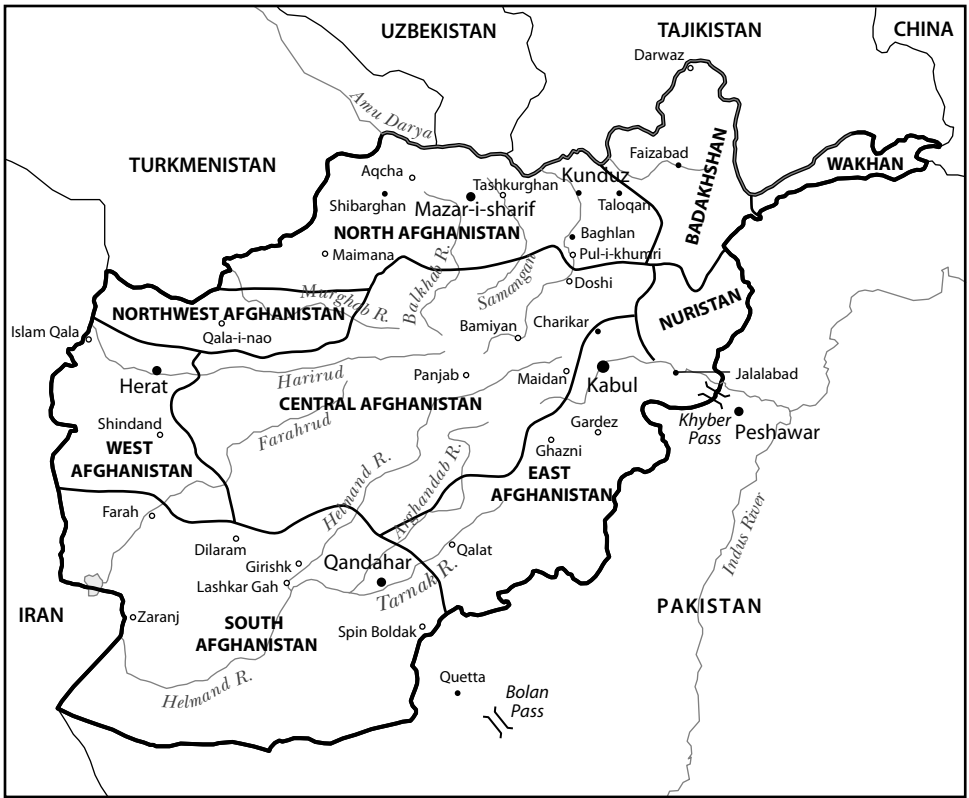 UZBEKISTAN
TAJIKISTAN
CHINA
Darwaz
Amu Darya
TURKMENISTAN
Faizabad
BADAKHSHAN
WAKHAN
Aqcha
Tashkurghan
Kunduz
Shibarghan
Mazar-i-sharif
Taloqan
NORTH AFGHANISTAN
Baghlan
Maimana
Pul-i-khumri
Balkhab R.
Samangan
Doshi
Murghab R.
NORTHWEST AFGHANISTAN
NURISTAN
Islam Qala
Qala-i-nao
Bamiyan
Charikar
Herat
Harirud
Panjab
Maidan
Kabul
Jalalabad
CENTRAL AFGHANISTAN
Khyber
Pass
Peshawar
Shindand
Farahrud
Gardez
Ghazni
WEST
AFGHANISTAN
Helmand R.
Arghandab R.
EAST
AFGHANISTAN
Farah
Indus River
Dilaram
Girishk
Qandahar
Qalat
Lashkar Gah
Tarnak R.
IRAN
Zaranj
SOUTH
AFGHANISTAN
Spin Boldak
PAKISTAN
Helmand R.
Quetta
Bolan
Pass